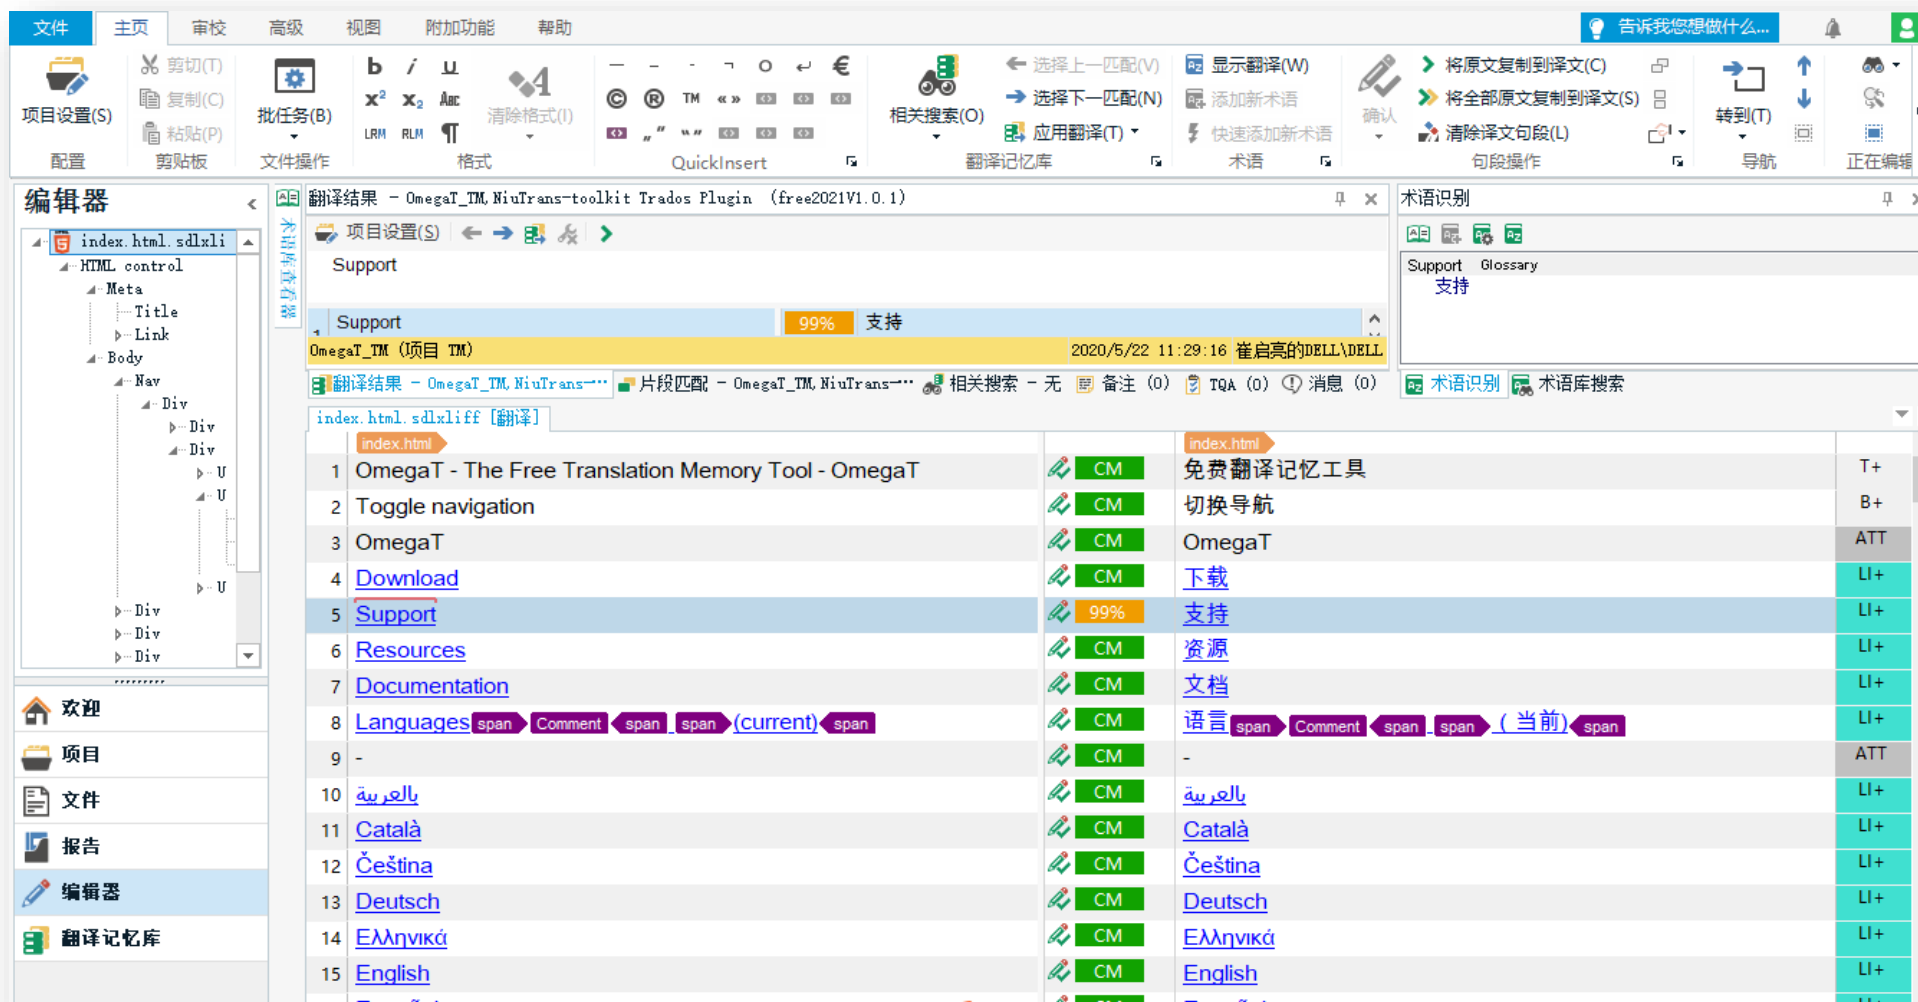 文件 主页 审校 高级 视图 附加功能 帮助 告诉我您想做什么...
项目设置(S) 剪切(T) 复制(C) 粘贴(P) 批任务(B) 清除格式(I) 相关搜索(O)
选择上一匹配(V) 选择下一匹配(N) 应用翻译(T)
显示翻译(W) 添加新术语 快速添加新术语
确认 将原文复制到译文(C) 将全部原文复制到译文(S) 清除译文句段(L) 转到(T)
配置 剪贴板 文件操作 格式 QuickInsert 翻译记忆库 术语 句段操作 导航 正在编辑
编辑器
index.html.sdlxli
HTML control
Meta
Title
Link
Body
Nav
Div
Div
Div
U
U
U
Div
Div
Div
欢迎
项目
文件
报告
编辑器
翻译记忆库
术语库查看器
翻译结果 - OmegaT_TM,NiuTrans-toolkit Trados Plugin (free2021V1.0.1)
项目设置(S)
Support
1 Support 99% 支持
OmegaT_TM (项目 TM) 2020/5/22 11:29:16 崔启亮的DELL\DELL
翻译结果 - OmegaT_TM,NiuTrans-… 片段匹配 - OmegaT_TM,NiuTrans-… 相关搜索 - 无 备注 (0) TQA (0) 消息 (0)
术语识别
Support Glossary
支持
术语识别 术语库搜索
index.html.sdlxliff [翻译]
index.html index.html
1 OmegaT - The Free Translation Memory Tool - OmegaT CM 免费翻译记忆工具 T+
2 Toggle navigation CM 切换导航 B+
3 OmegaT CM OmegaT ATT
4 Download CM 下载 LI+
5 Support 99% 支持 LI+
6 Resources CM 资源 LI+
7 Documentation CM 文档 LI+
8 Languages span Comment span span (current) span CM 语言 span Comment span span (当前) span LI+
9 - CM - ATT
10 بالعربية CM بالعربية LI+
11 Català CM Català LI+
12 Čeština CM Čeština LI+
13 Deutsch CM Deutsch LI+
14 Ελληνικά CM Ελληνικά LI+
15 English CM English LI+